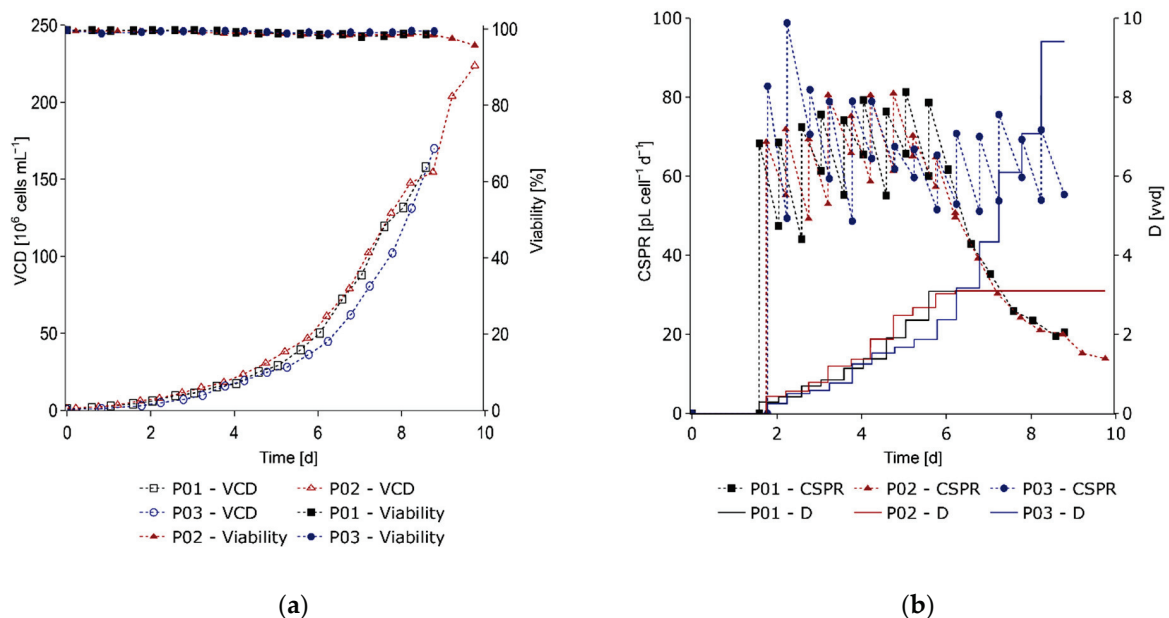 250
200
150
100
50
0
VCD [10⁶ cells mL⁻¹]
100
80
60
40
20
0
Viability [%]
0 2 4 6 8 10
Time [d]
P01 - VCD P02 - VCD
P03 - VCD P01 - Viability
P02 - Viability P03 - Viability
(a)
100
80
60
40
20
0
CSPR [pL cell⁻¹ d⁻¹]
10
8
6
4
2
0
D [vvd]
0 2 4 6 8 10
Time [d]
P01 - CSPR P02 - CSPR P03 - CSPR
P01 - D P02 - D P03 - D
(b)